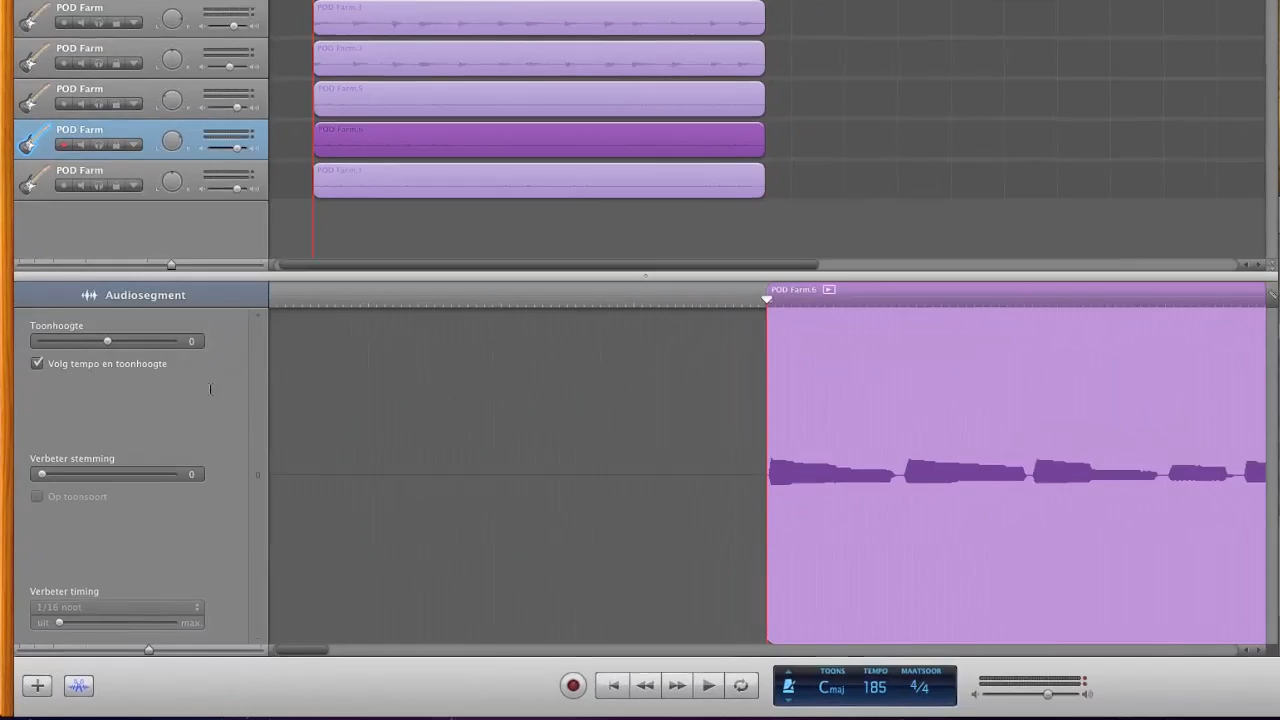 POD Farm
POD Farm.3
POD Farm
POD Farm.2
POD Farm
POD Farm.5
POD Farm
POD Farm.6
POD Farm
POD Farm.1
Audiosegment
POD Farm.6
Toonhoogte
0
Volg tempo en toonhoogte
Verbeter stemming
0
0
Op toonsoort
Verbeter timing
1/16 noot
uit
max.
TOONS
TEMPO
MAATSOOR
Cmaj
185
4/4